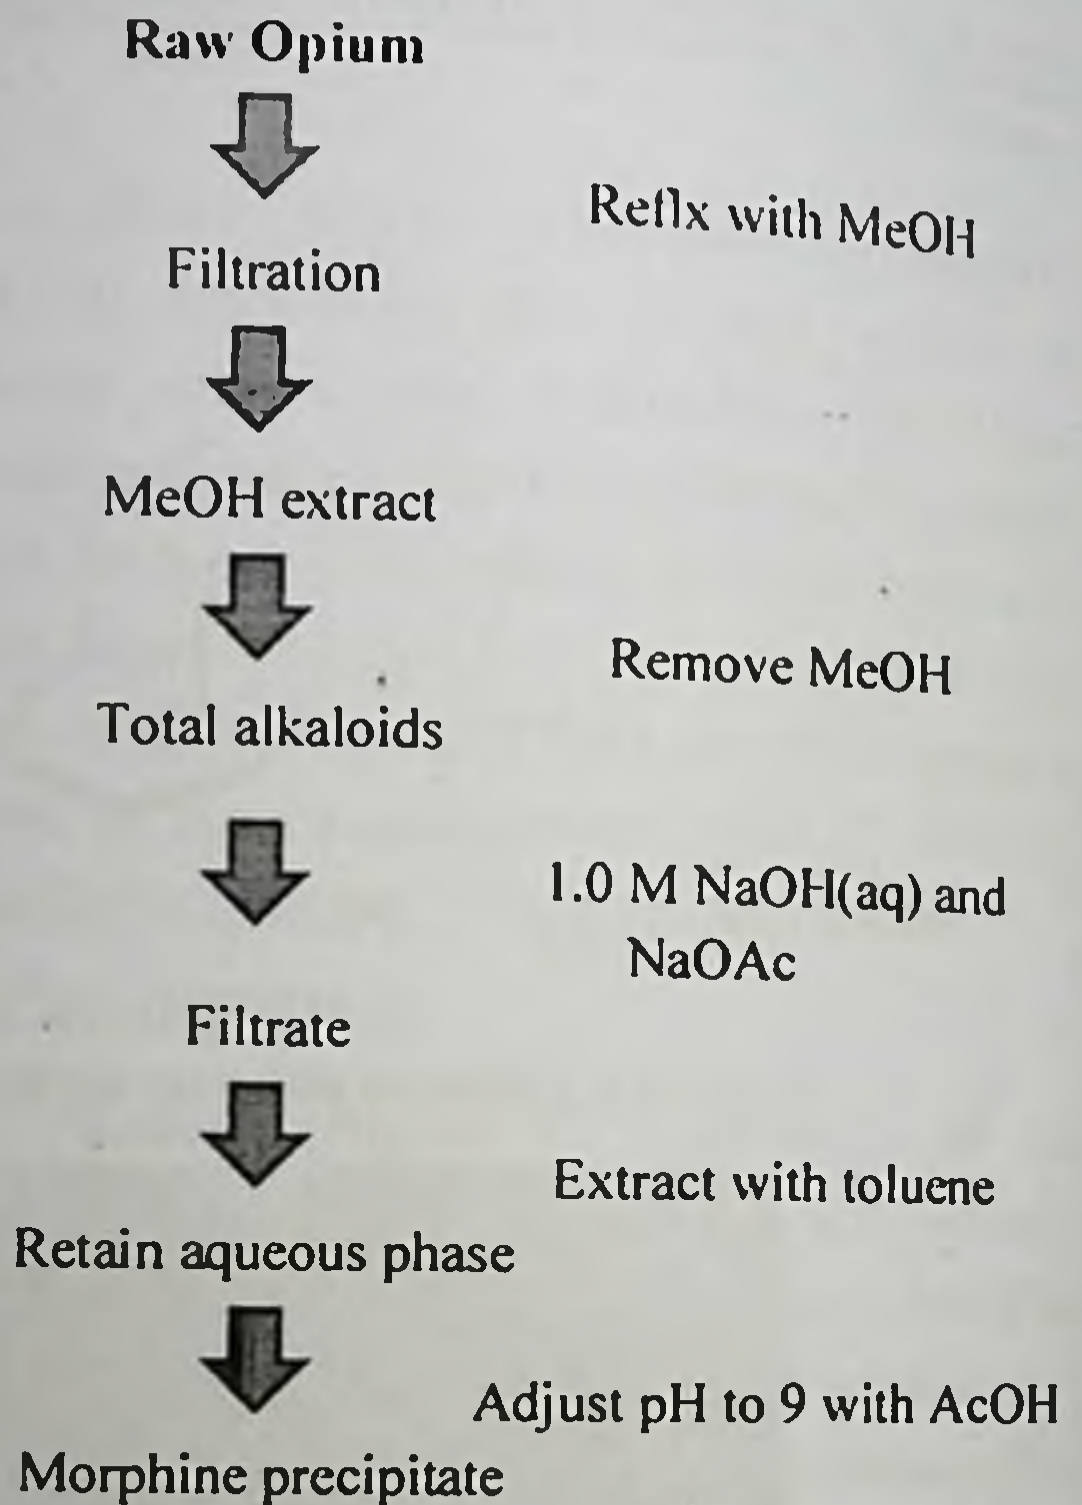 Raw Opium
Reflx with MeOH
Filtration
MeOH extract
Remove MeOH
Total alkaloids
1.0 M NaOH(aq) and
NaOAc
Filtrate
Extract with toluene
Retain aqueous phase
Adjust pH to 9 with AcOH
Morphine precipitate